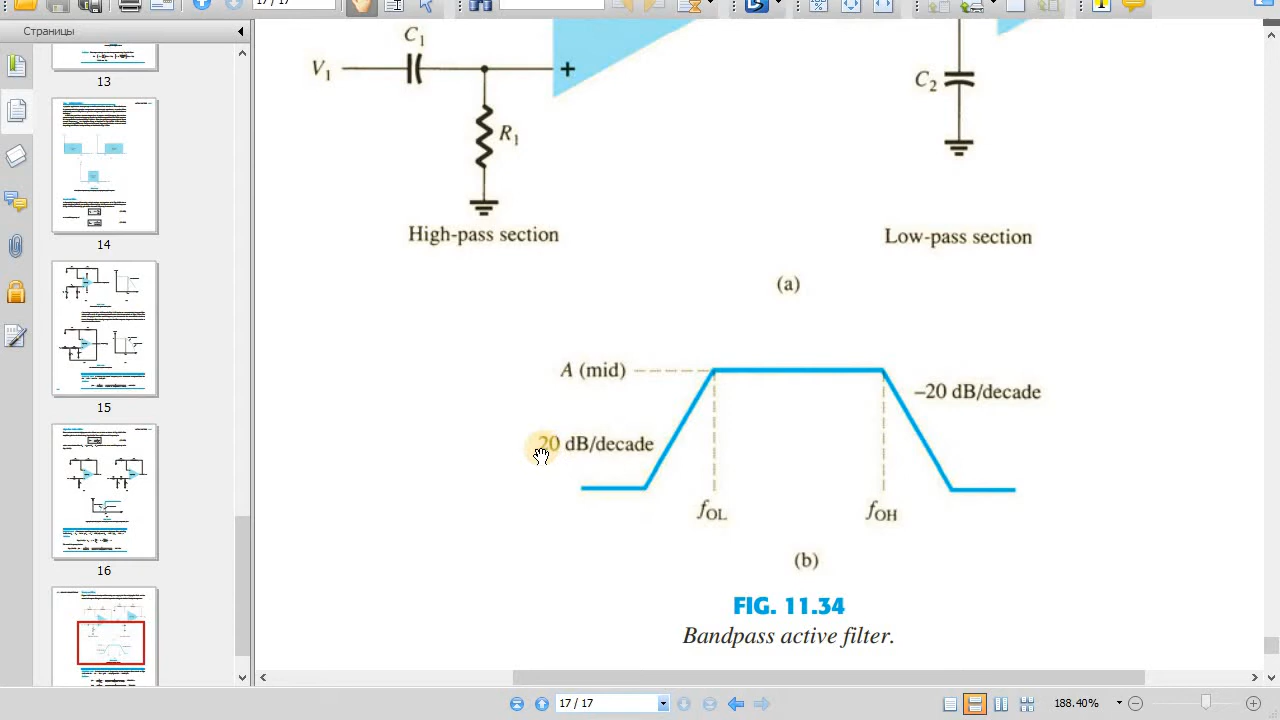 17 / 17
Страницы
13
14
15
16
C1
V1
+
R1
High-pass section
C2
Low-pass section
(a)
A (mid)
–20 dB/decade
20 dB/decade
fOL
fOH
(b)
FIG. 11.34
Bandpass active filter.
17 / 17
188.40%